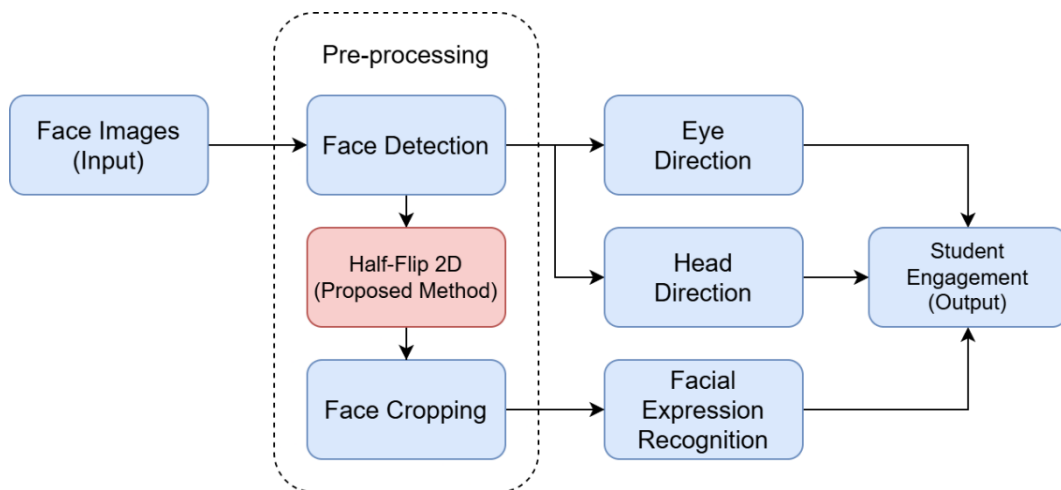 Pre-processing
Face Images
(Input)
Face Detection
Eye
Direction
Half-Flip 2D
(Proposed Method)
Head
Direction
Student
Engagement
(Output)
Face Cropping
Facial
Expression
Recognition